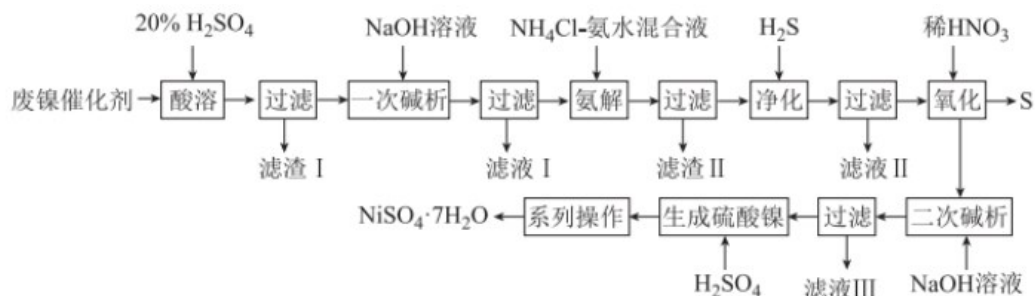 20% H₂SO₄ NaOH溶液 NH₄Cl-氨水混合液 H₂S 稀HNO₃
废镍催化剂 酸溶 过滤 一次碱析 过滤 氨解 过滤 净化 过滤 氧化 S
滤渣Ⅰ 滤液Ⅰ 滤渣Ⅱ 滤液Ⅱ
NiSO₄·7H₂O 系列操作 生成硫酸镍 过滤 二次碱析
H₂SO₄ 滤液Ⅲ NaOH溶液